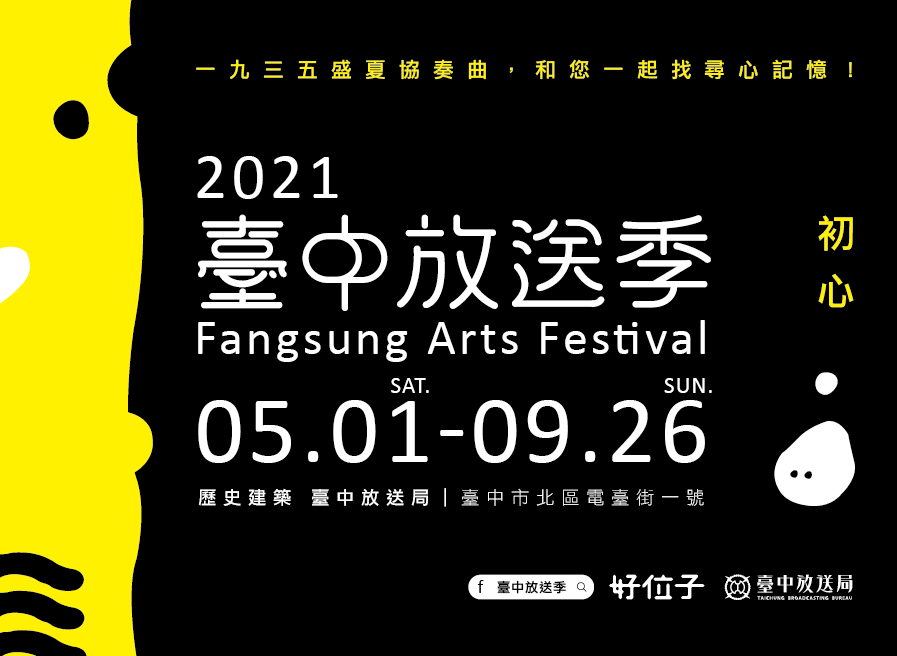 一九三五盛夏協奏曲，和您一起找尋心記憶！
2021
臺中放送季
初心
Fangsung Arts Festival
SAT. SUN.
05.01-09.26
歷史建築 臺中放送局｜臺中市北區電臺街一號
f 臺中放送季
好位子
臺中放送局
TAICHUNG BROADCASTING BUREAU